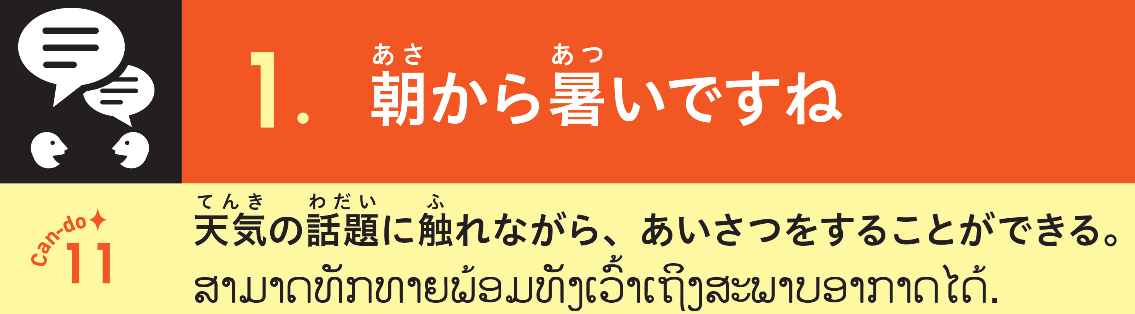 1. 朝から暑いですね
あさ あつ
Can-do 11
てんき わだい ふ
天気の話題に触れながら、あいさつをすることができる。
ສາມາດທັກທາຍພ້ອມທັງເວົ້າເຖິງສະພາບອາກາດໄດ້.